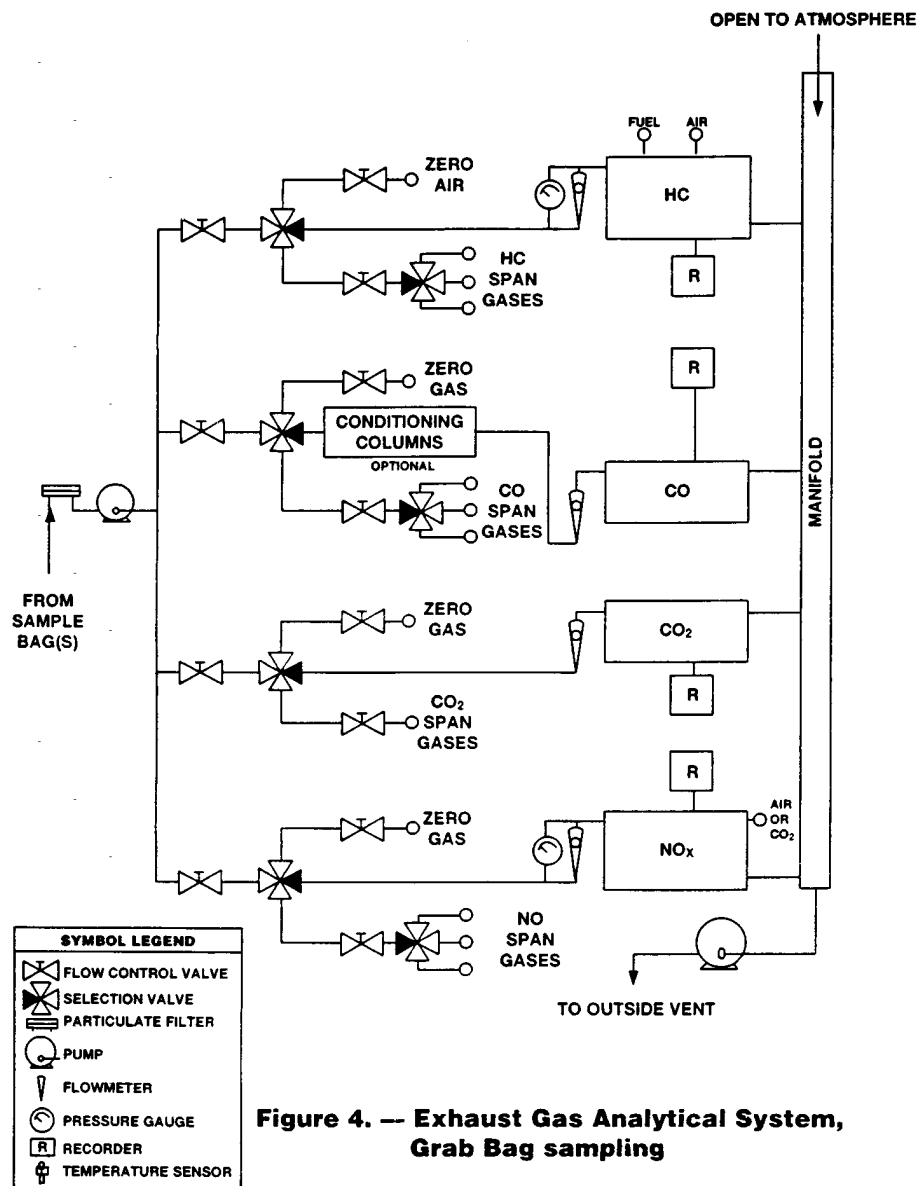 OPEN TO ATMOSPHERE
FUEL
AIR
ZERO
AIR
HC
HC
SPAN
GASES
R
R
ZERO
GAS
CONDITIONING
COLUMNS
OPTIONAL
CO
CO
SPAN
GASES
MANIFOLD
FROM
SAMPLE
BAG(S)
ZERO
GAS
CO₂
CO₂
SPAN
GASES
R
R
ZERO
GAS
AIR
OR
CO₂
NOx
NO
SPAN
GASES
TO OUTSIDE VENT
SYMBOL LEGEND
FLOW CONTROL VALVE
SELECTION VALVE
PARTICULATE FILTER
PUMP
FLOWMETER
PRESSURE GAUGE
R RECORDER
TEMPERATURE SENSOR
Figure 4. -- Exhaust Gas Analytical System,
Grab Bag sampling